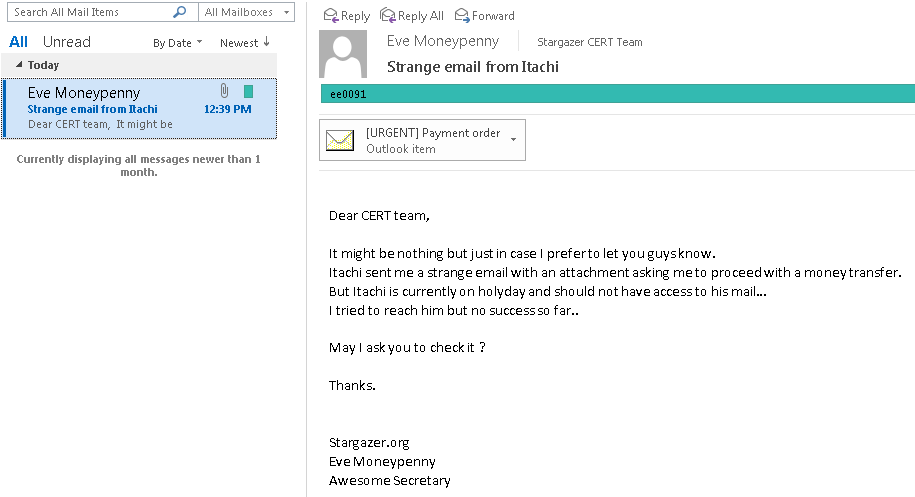 Search All Mail Items
All Mailboxes
All Unread
By Date Newest ↓
Today
Eve Moneypenny
Strange email from Itachi 12:39 PM
Dear CERT team, It might be
Currently displaying all messages newer than 1
month.
Reply Reply All Forward
Eve Moneypenny Stargazer CERT Team
Strange email from Itachi
ee0091
[URGENT] Payment order
Outlook item
Dear CERT team,
It might be nothing but just in case I prefer to let you guys know.
Itachi sent me a strange email with an attachment asking me to proceed with a money transfer.
But Itachi is currently on holyday and should not have access to his mail...
I tried to reach him but no success so far..
May I ask you to check it ?
Thanks.
Stargazer.org
Eve Moneypenny
Awesome Secretary